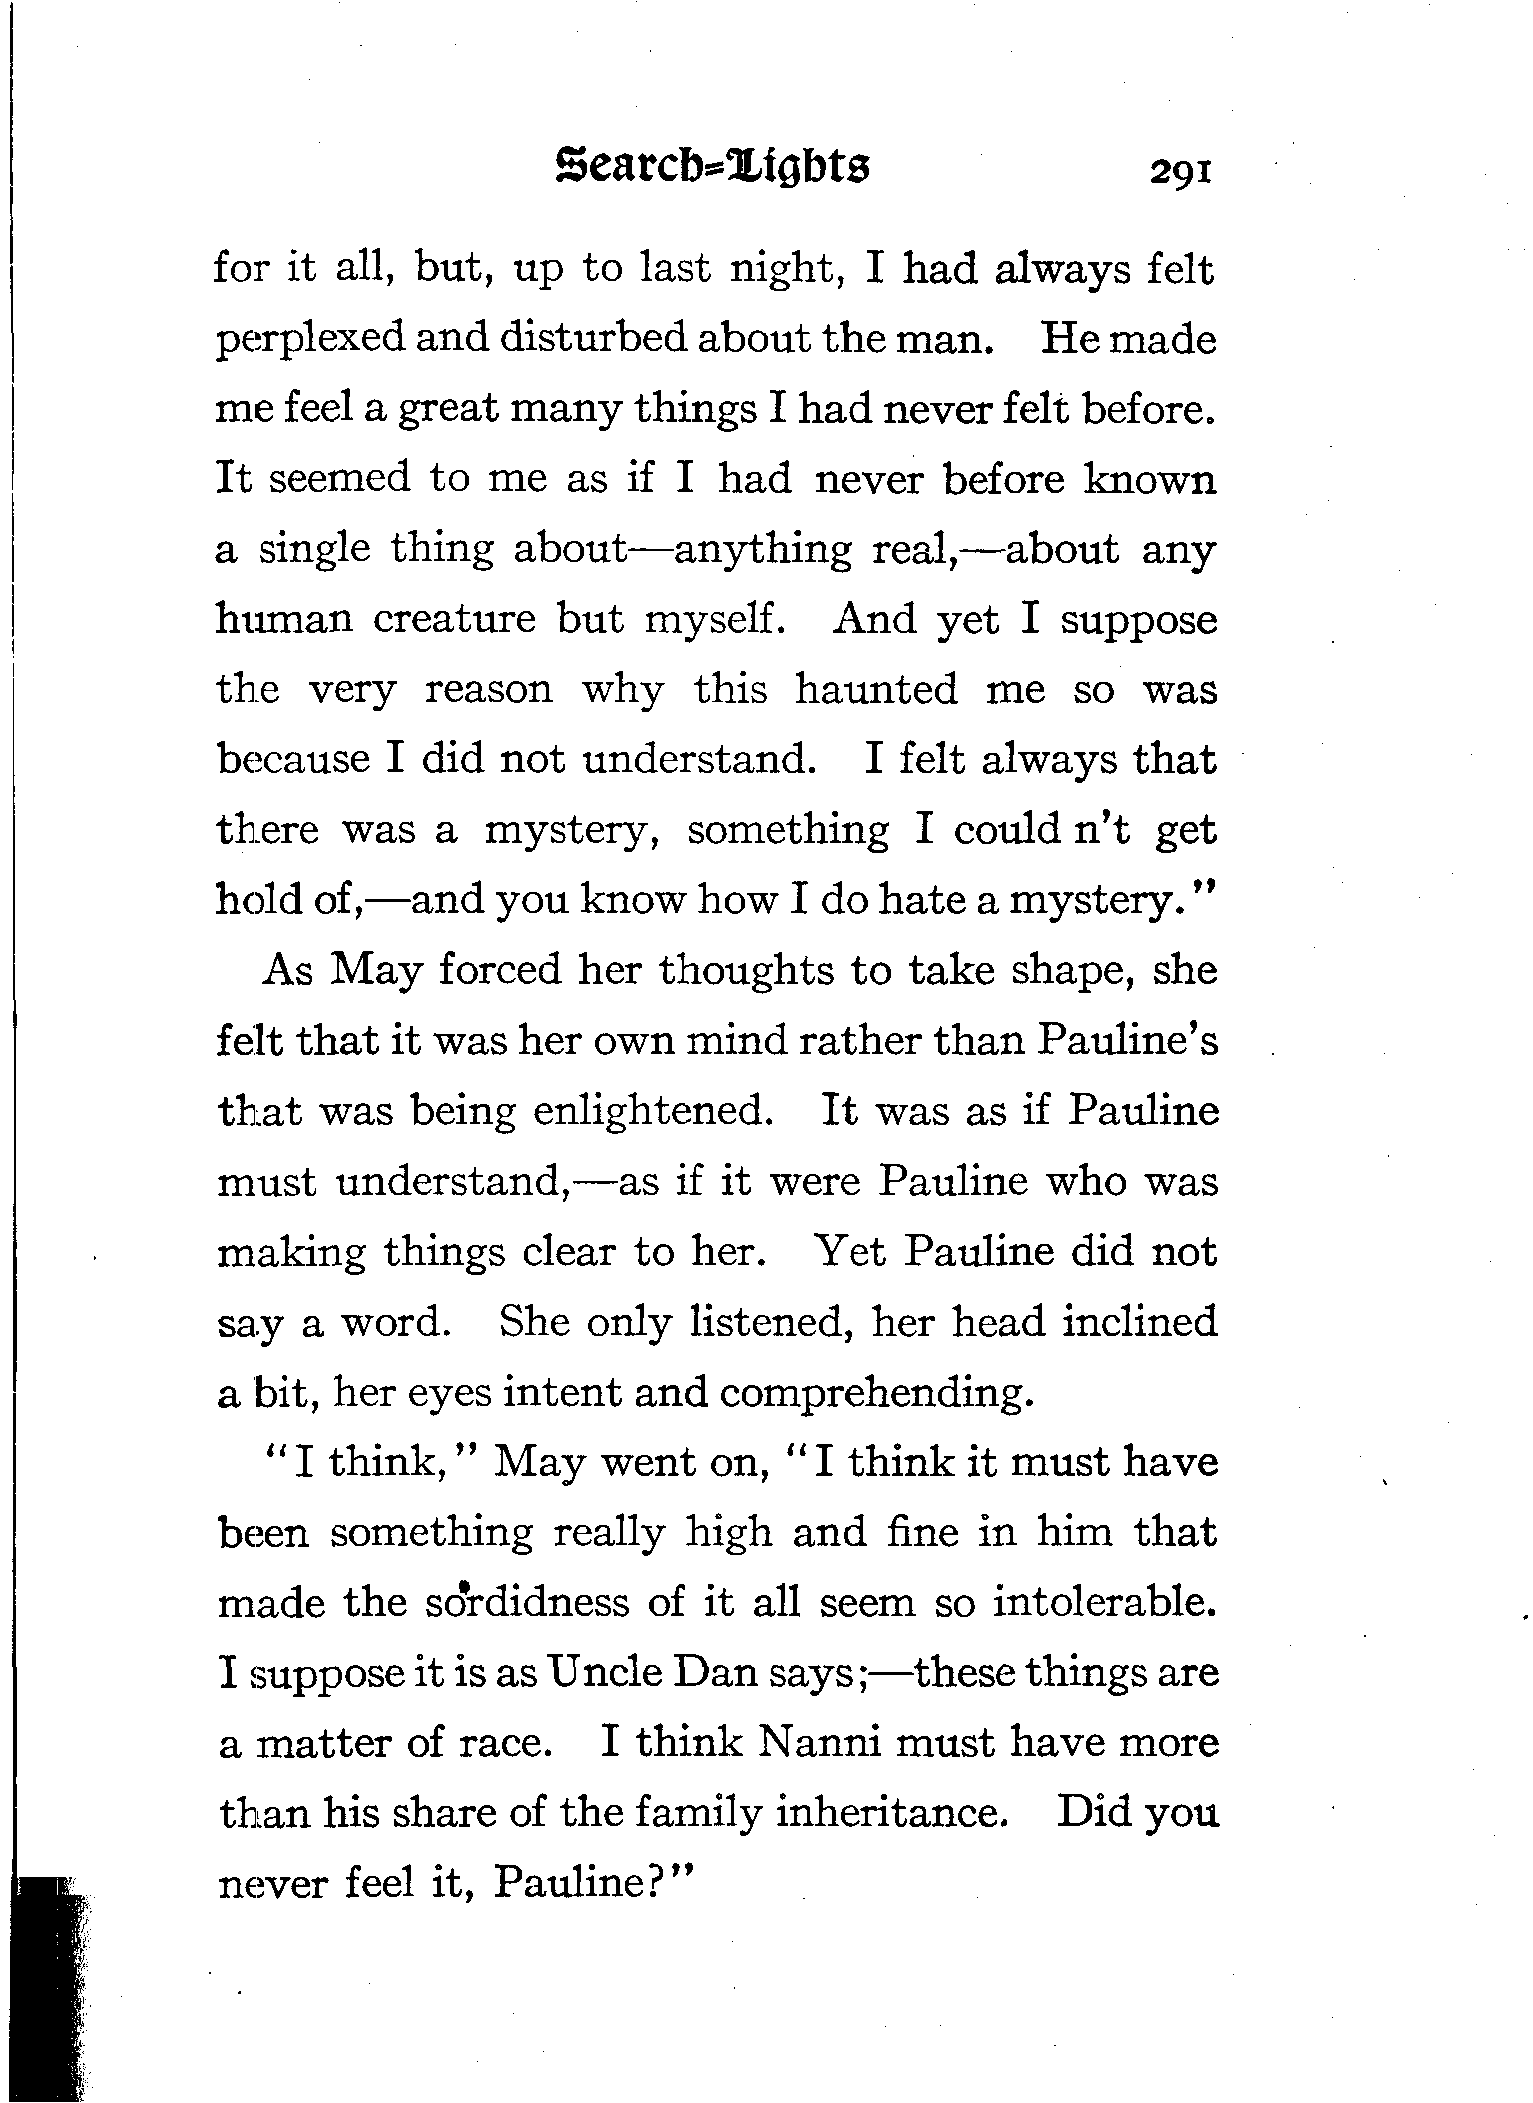 Search-Lights 291
for it all, but, up to last night, I had always felt
perplexed and disturbed about the man. He made
me feel a great many things I had never felt before.
It seemed to me as if I had never before known
a single thing about—anything real,—about any
human creature but myself. And yet I suppose
the very reason why this haunted me so was
because I did not understand. I felt always that
there was a mystery, something I could n't get
hold of,—and you know how I do hate a mystery."
As May forced her thoughts to take shape, she
felt that it was her own mind rather than Pauline's
that was being enlightened. It was as if Pauline
must understand,—as if it were Pauline who was
making things clear to her. Yet Pauline did not
say a word. She only listened, her head inclined
a bit, her eyes intent and comprehending.
"I think," May went on, "I think it must have
been something really high and fine in him that
made the sordidness of it all seem so intolerable.
I suppose it is as Uncle Dan says;—these things are
a matter of race. I think Nanni must have more
than his share of the family inheritance. Did you
never feel it, Pauline?"